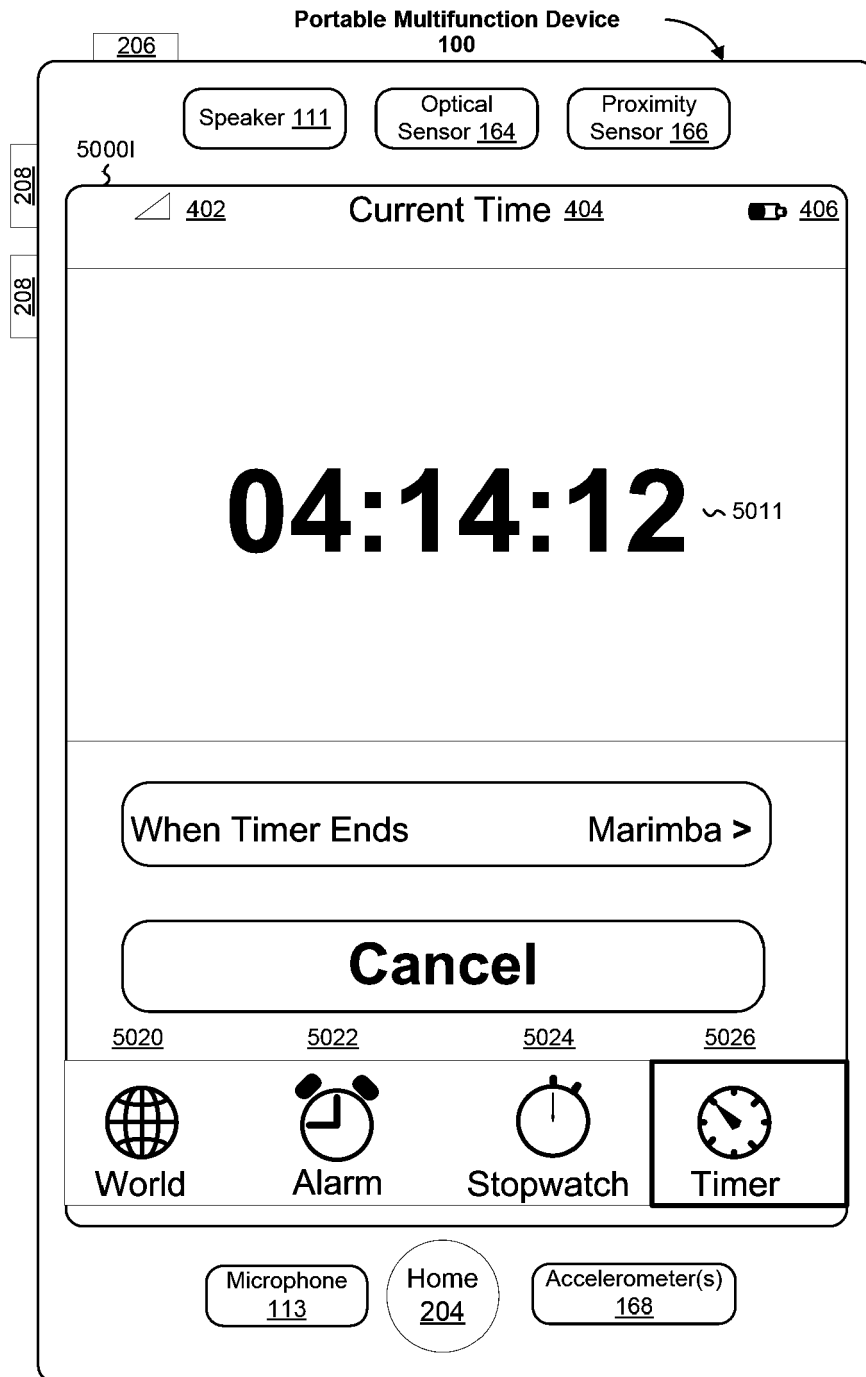 Portable Multifunction Device
100
206
Speaker 111
Optical
Sensor 164
Proximity
Sensor 166
5000I
208
402
Current Time 404
406
208
04:14:12
5011
When Timer Ends
Marimba >
Cancel
5020
5022
5024
5026
World
Alarm
Stopwatch
Timer
Microphone
113
Home
204
Accelerometer(s)
168